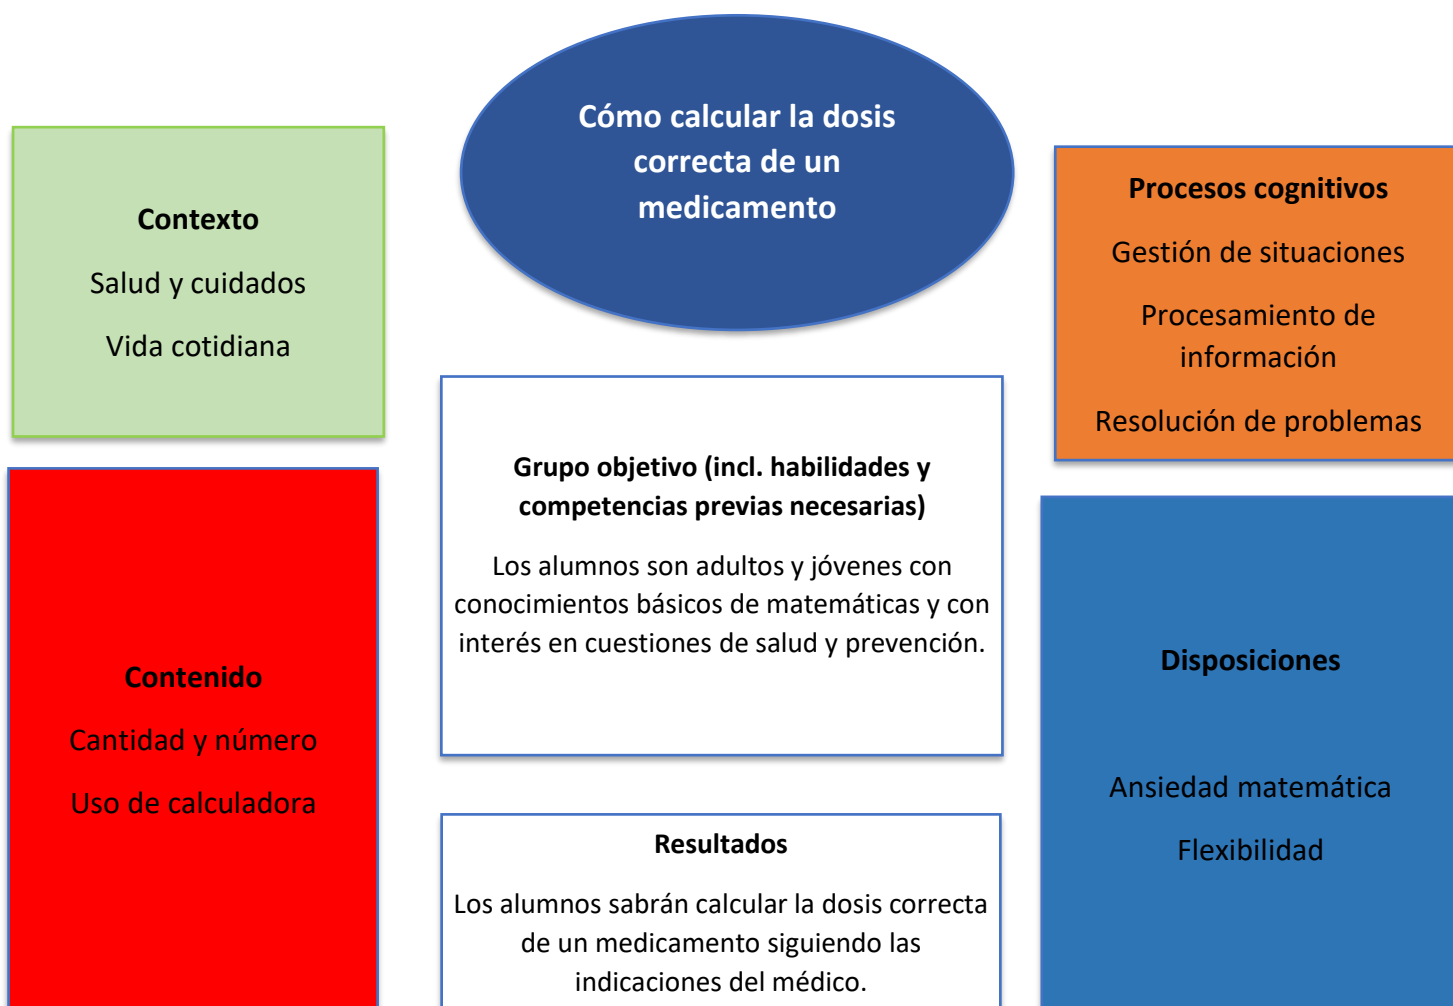 Cómo calcular la dosis
correcta de un
medicamento
Contexto
Salud y cuidados
Vida cotidiana
Procesos cognitivos
Gestión de situaciones
Procesamiento de
información
Resolución de problemas
Grupo objetivo (incl. habilidades y
competencias previas necesarias)
Los alumnos son adultos y jóvenes con
conocimientos básicos de matemáticas y con
interés en cuestiones de salud y prevención.
Contenido
Cantidad y número
Uso de calculadora
Disposiciones
Ansiedad matemática
Flexibilidad
Resultados
Los alumnos sabrán calcular la dosis correcta
de un medicamento siguiendo las
indicaciones del médico.